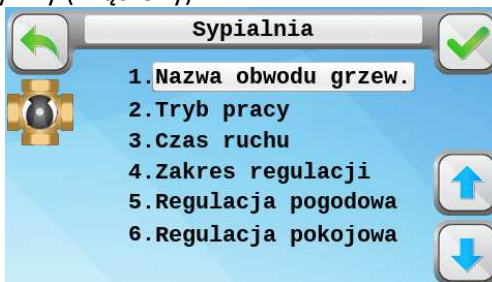 Sypialnia
1.Nazwa obwodu grzew.
2.Tryb pracy
3.Czas ruchu
4.Zakres regulacji
5.Regulacja pogodowa
6.Regulacja pokojowa